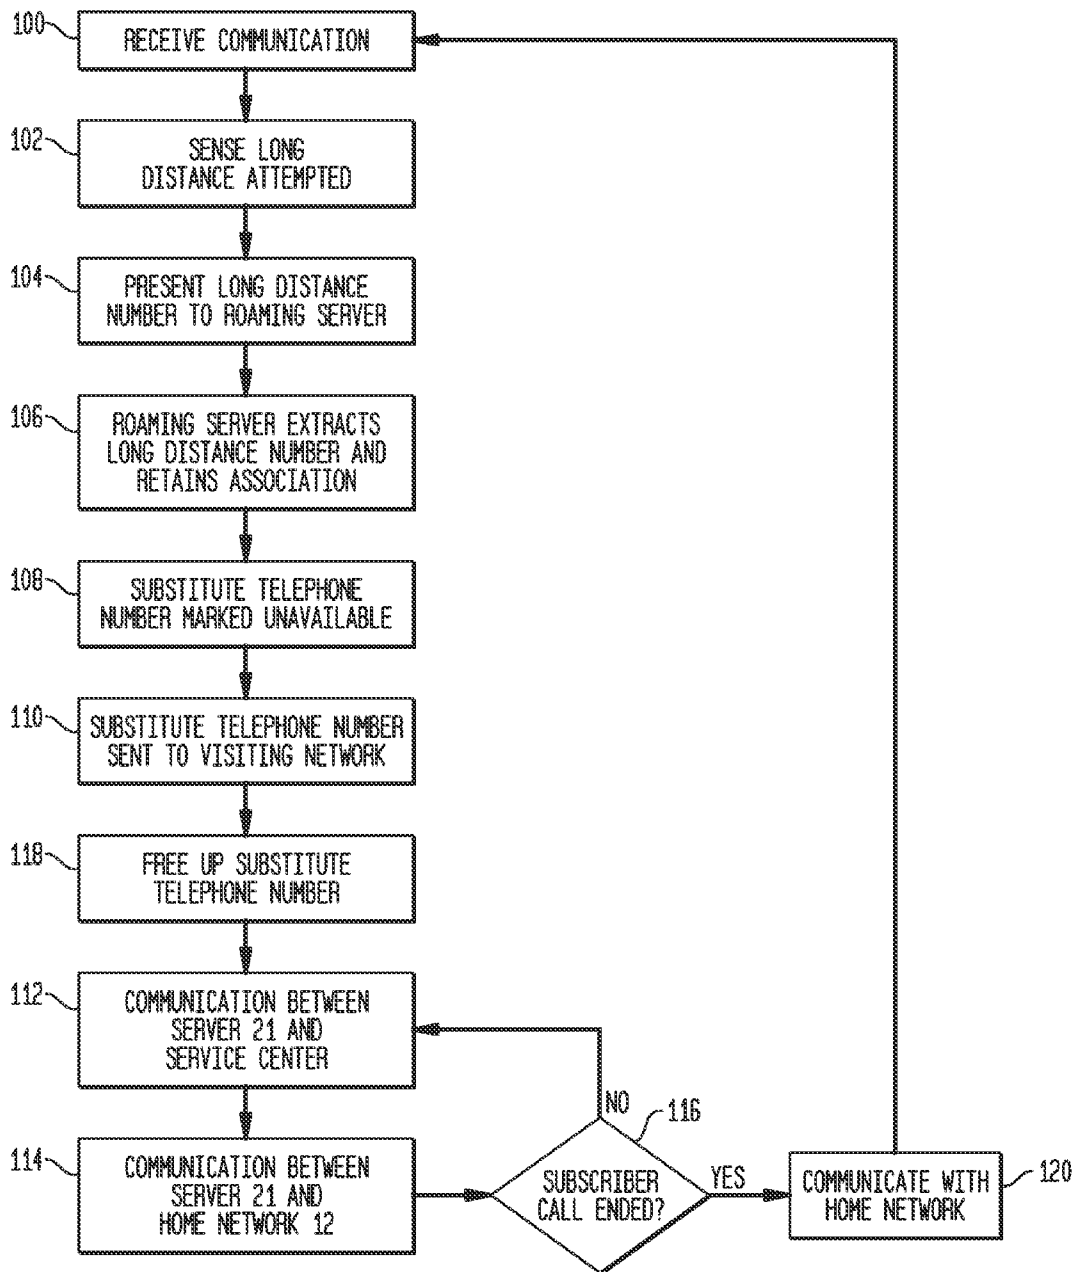 100
RECEIVE COMMUNICATION
102
SENSE LONG
DISTANCE ATTEMPTED
104
PRESENT LONG DISTANCE
NUMBER TO ROAMING SERVER
106
ROAMING SERVER EXTRACTS
LONG DISTANCE NUMBER AND
RETAINS ASSOCIATION
108
SUBSTITUTE TELEPHONE
NUMBER MARKED UNAVAILABLE
110
SUBSTITUTE TELEPHONE NUMBER
SENT TO VISITING NETWORK
118
FREE UP SUBSTITUTE
TELEPHONE NUMBER
112
COMMUNICATION BETWEEN
SERVER 21 AND
SERVICE CENTER
114
COMMUNICATION BETWEEN
SERVER 21 AND
HOME NETWORK 12
NO
116
SUBSCRIBER
CALL ENDED?
YES
COMMUNICATE WITH
HOME NETWORK
120